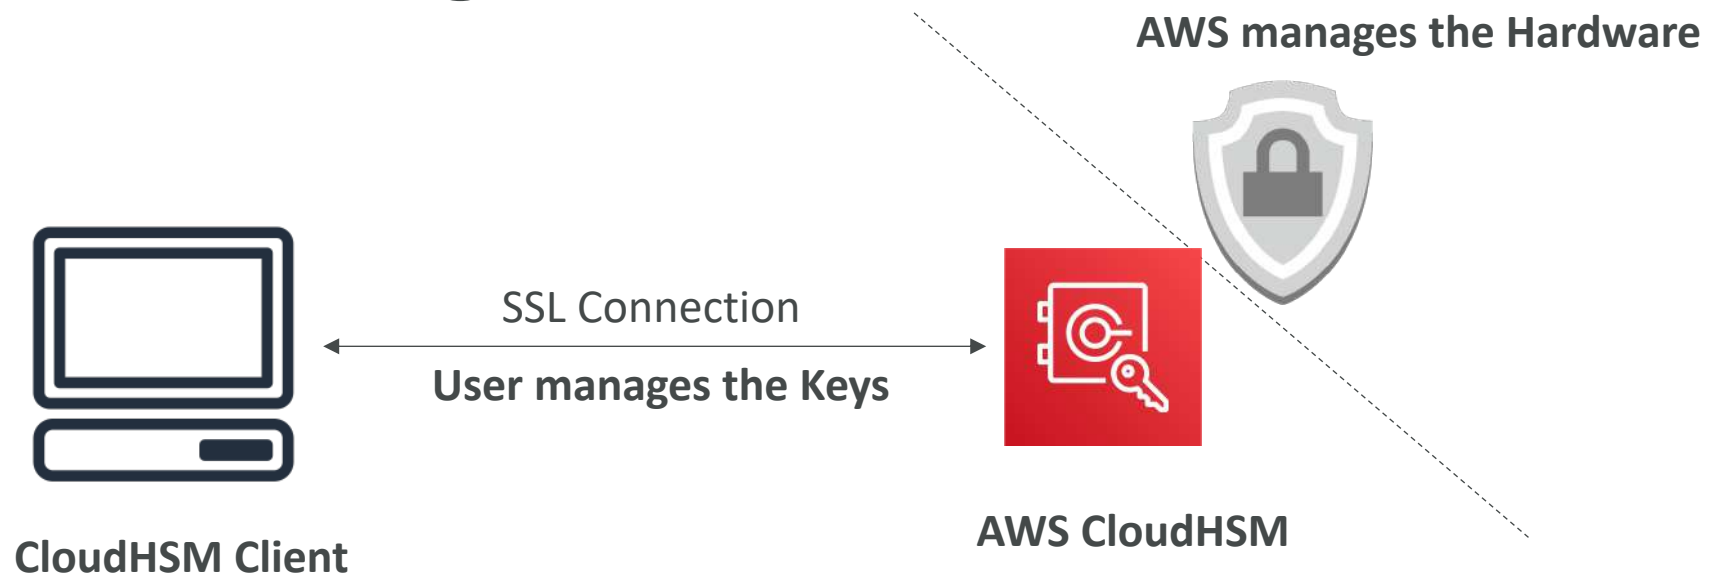 AWS manages the Hardware
SSL Connection
User manages the Keys
AWS CloudHSM
CloudHSM Client